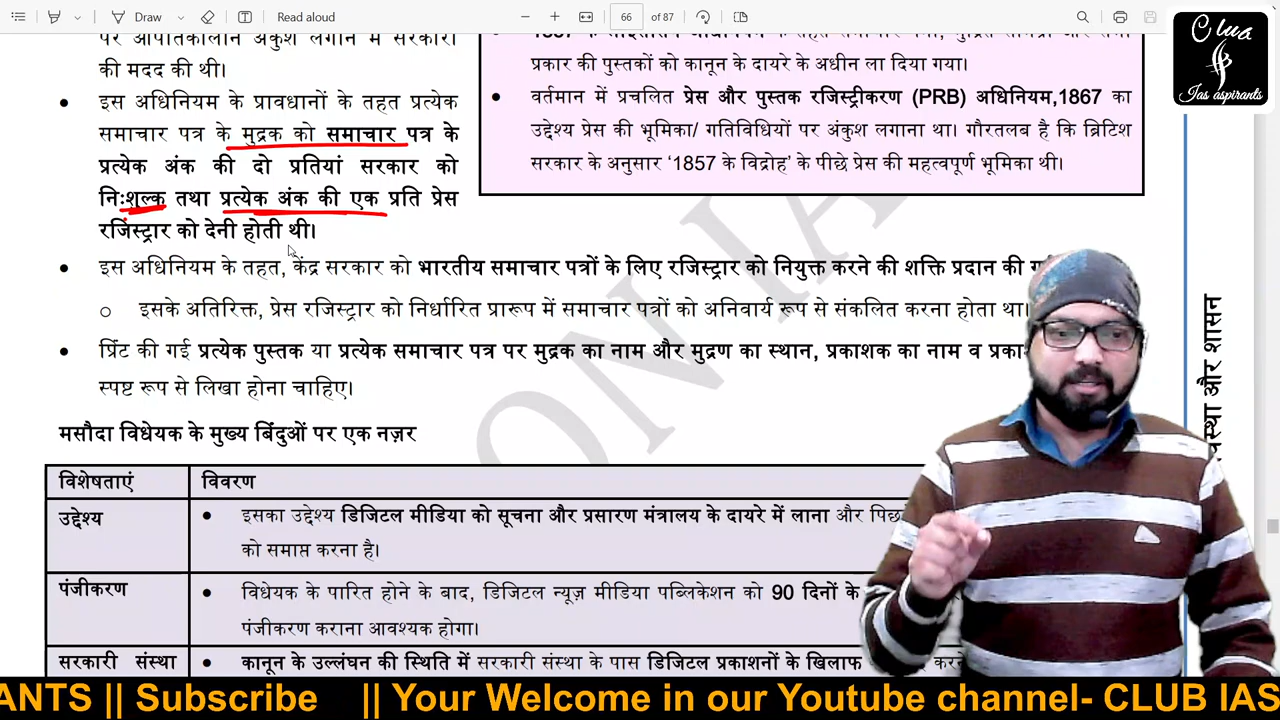 Draw
Read aloud
66 of 87
Club
Ias aspirants
पर आपातकालीन अंकुश लगाने में सरकारों
की मदद की थी।
इस अधिनियम के प्रावधानों के तहत प्रत्येक
समाचार पत्र के मुद्रक को समाचार पत्र के
प्रत्येक अंक की दो प्रतियां सरकार को
निःशुल्क तथा प्रत्येक अंक की एक प्रति प्रेस
रजिस्ट्रार को देनी होती थी।
प्रकार की पुस्तकों को कानून के दायरे के अधीन ला दिया गया।
वर्तमान में प्रचलित प्रेस और पुस्तक रजिस्ट्रीकरण (PRB) अधिनियम,1867 का
उद्देश्य प्रेस की भूमिका/ गतिविधियों पर अंकुश लगाना था। गौरतलब है कि ब्रिटिश
सरकार के अनुसार ‘1857 के विद्रोह’ के पीछे प्रेस की महत्वपूर्ण भूमिका थी।
इस अधिनियम के तहत, केंद्र सरकार को भारतीय समाचार पत्रों के लिए रजिस्ट्रार को नियुक्त करने की शक्ति प्रदान की
इसके अतिरिक्त, प्रेस रजिस्ट्रार को निर्धारित प्रारूप में समाचार पत्रों को अनिवार्य रूप से संकलित करना होता था।
प्रिंट की गई प्रत्येक पुस्तक या प्रत्येक समाचार पत्र पर मुद्रक का नाम और मुद्रण का स्थान, प्रकाशक का नाम व
स्पष्ट रूप से लिखा होना चाहिए।
मसौदा विधेयक के मुख्य बिंदुओं पर एक नज़र
विशेषताएं विवरण
उद्देश्य इसका उद्देश्य डिजिटल मीडिया को सूचना और प्रसारण मंत्रालय के दायरे में लाना और
को समाप्त करना है।
पंजीकरण विधेयक के पारित होने के बाद, डिजिटल न्यूज़ मीडिया पब्लिकेशन को 90 दिनों के
पंजीकरण कराना आवश्यक होगा।
सरकारी संस्था कानून के उल्लंघन की स्थिति में सरकारी संस्था के पास डिजिटल प्रकाशनों के खिलाफ
और शासन
ANTS || Subscribe || Your Welcome in our Youtube channel- CLUB IAS